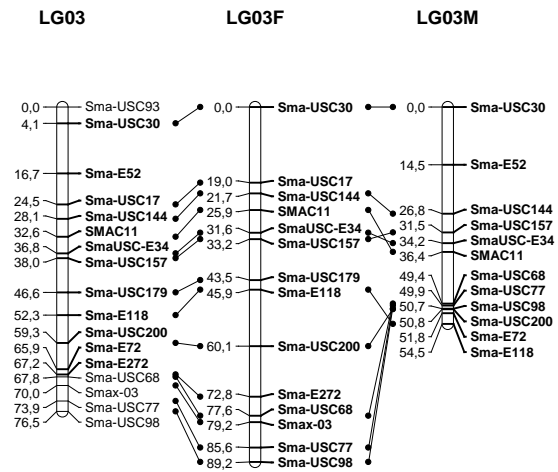 LG03 LG03F LG03M
0,0 Sma-USC93
4,1 Sma-USC30
16,7 Sma-E52
24,5 Sma-USC17
28,1 Sma-USC144
32,6 SMAC11
36,8 SmaUSC-E34
38,0 Sma-USC157
46,6 Sma-USC179
52,3 Sma-E118
59,3 Sma-USC200
65,9 Sma-E72
67,2 Sma-E272
67,8 Sma-USC68
70,0 Smax-03
73,9 Sma-USC77
76,5 Sma-USC98
0,0 Sma-USC30
19,0 Sma-USC17
21,7 Sma-USC144
25,9 SMAC11
31,6 SmaUSC-E34
33,2 Sma-USC157
43,5 Sma-USC179
45,9 Sma-E118
60,1 Sma-USC200
72,8 Sma-E272
77,6 Sma-USC68
79,2 Smax-03
85,6 Sma-USC77
89,2 Sma-USC98
0,0 Sma-USC30
14,5 Sma-E52
26,8 Sma-USC144
31,5 Sma-USC157
34,2 SmaUSC-E34
36,4 SMAC11
49,4 Sma-USC68
49,9 Sma-USC77
50,7 Sma-USC98
50,8 Sma-USC200
51,8 Sma-E72
54,5 Sma-E118